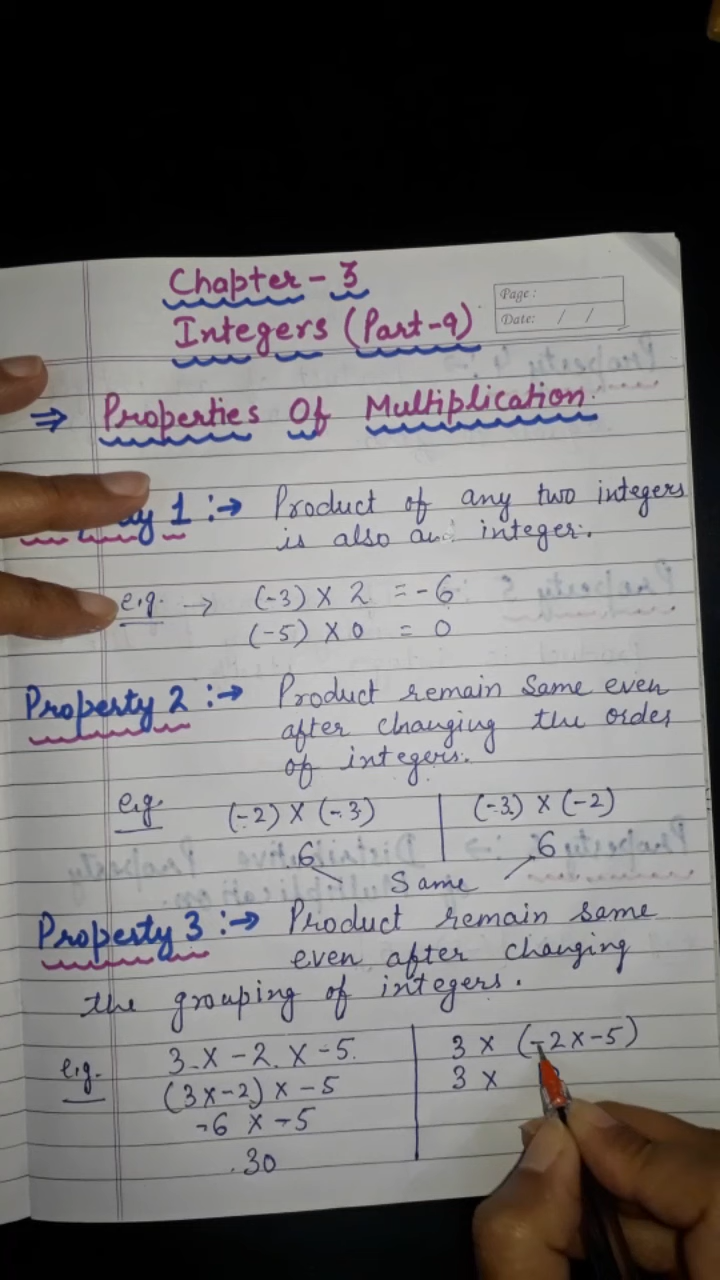 Chapter - 3
Page:
Integers (Part-9)
Date: / /
⇒ Properties Of Multiplication.
1 :→ Product of any two integers
is also an integer.
e.g. → (-3) X 2 = -6
(-5) X 0 = 0
Property 2 :→ Product remain Same even
after changing the order
of integers.
e.g. (-2) X (-3) | (-3) X (-2)
6 6
Same
Property 3 :→ Product remain same
even after changing
the grouping of integers.
e.g. 3 X -2 X -5 | 3 X (-2X-5)
(3X-2) X -5 | 3 X
-6 X -5
30